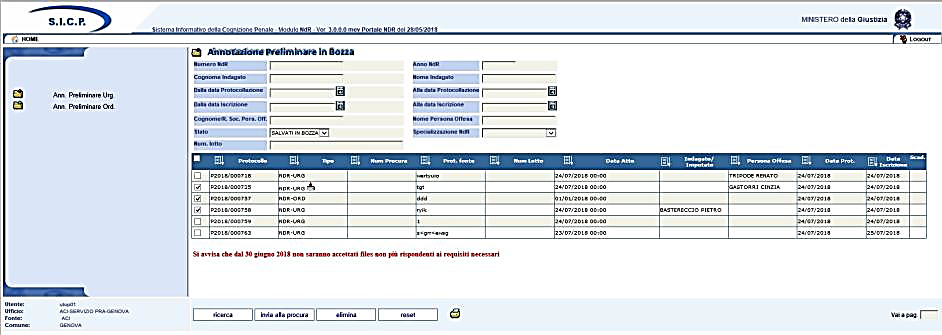 S.I.C.P.
MINISTERO della Giustizia
Sistema Informativo della Cognizione Penale - Modulo NdR - Ver. 3.0.0.0 mev Portale NDR del 28/05/2018
HOME
LOGOUT
Annotazione Preliminare in Bozza
Ann. Preliminare Urg.
Ann. Preliminare Ord.
Numero NdR Anno NdR
Cognome Indagato Nome Indagato
Dalla data Protocollazione Alla data Protocollazione
Dalla data Iscrizione Alla data Iscrizione
Cognome/R. Soc. Pers. Off. Nome Persona Offesa
Stato SALVATI IN BOZZA Specializzazione NdR
Num. lotto
Protocollo Tipo Num Procura Prot. fonte Num Lotto Data Atto Indagato/ Imputato Persona Offesa Data Prot. Data Iscrizione Scad.
P2018/000718 NDR-URG wertyuio 24/07/2018 00:00 TRIPODE RENATO 24/07/2018 24/07/2018
P2018/000725 NDR-URG tgt 24/07/2018 00:00 GASTORRI CINZIA 24/07/2018 24/07/2018
P2018/000757 NDR-ORD ddd 01/01/2018 00:00 24/07/2018 24/07/2018
P2018/000758 NDR-URG ryik 24/07/2018 00:00 BASTERECCIO PIETRO 24/07/2018 24/07/2018
P2018/000759 NDR-URG 1 24/07/2018 00:00 24/07/2018 24/07/2018
P2018/000763 NDR-URG 23/07/2018 00:00 24/07/2018 25/07/2018
Si avvisa che dal 30 giugno 2018 non saranno accettati files non più rispondenti ai requisiti necessari
Utente: utop01
Ufficio: ACI-SERVIZIO PRA-GENOVA
Fonte: ACI
Comune: GENOVA
ricerca invia alla procura elimina reset
Vai a pag.